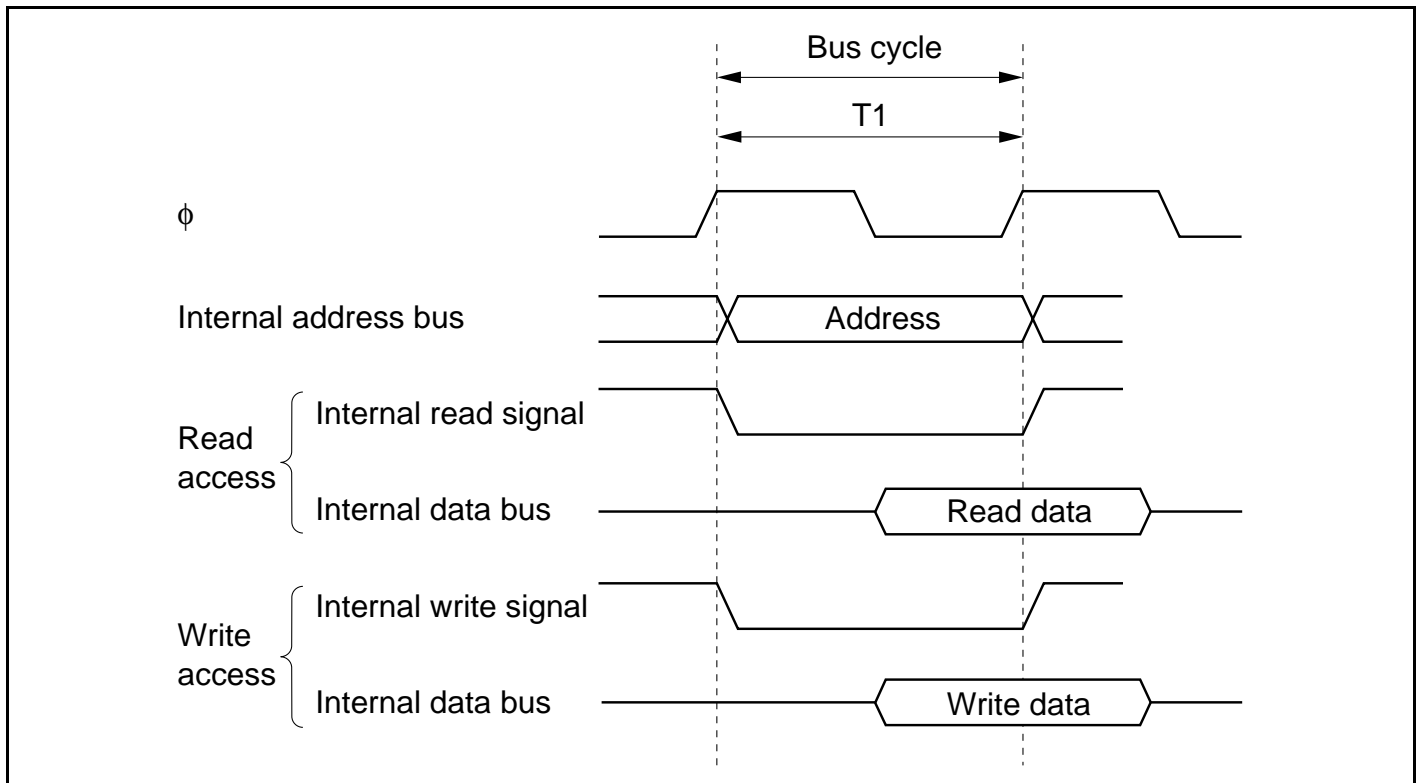 Bus cycle
T1
ϕ
Internal address bus
Address
Read
access
Internal read signal
Internal data bus
Read data
Write
access
Internal write signal
Internal data bus
Write data